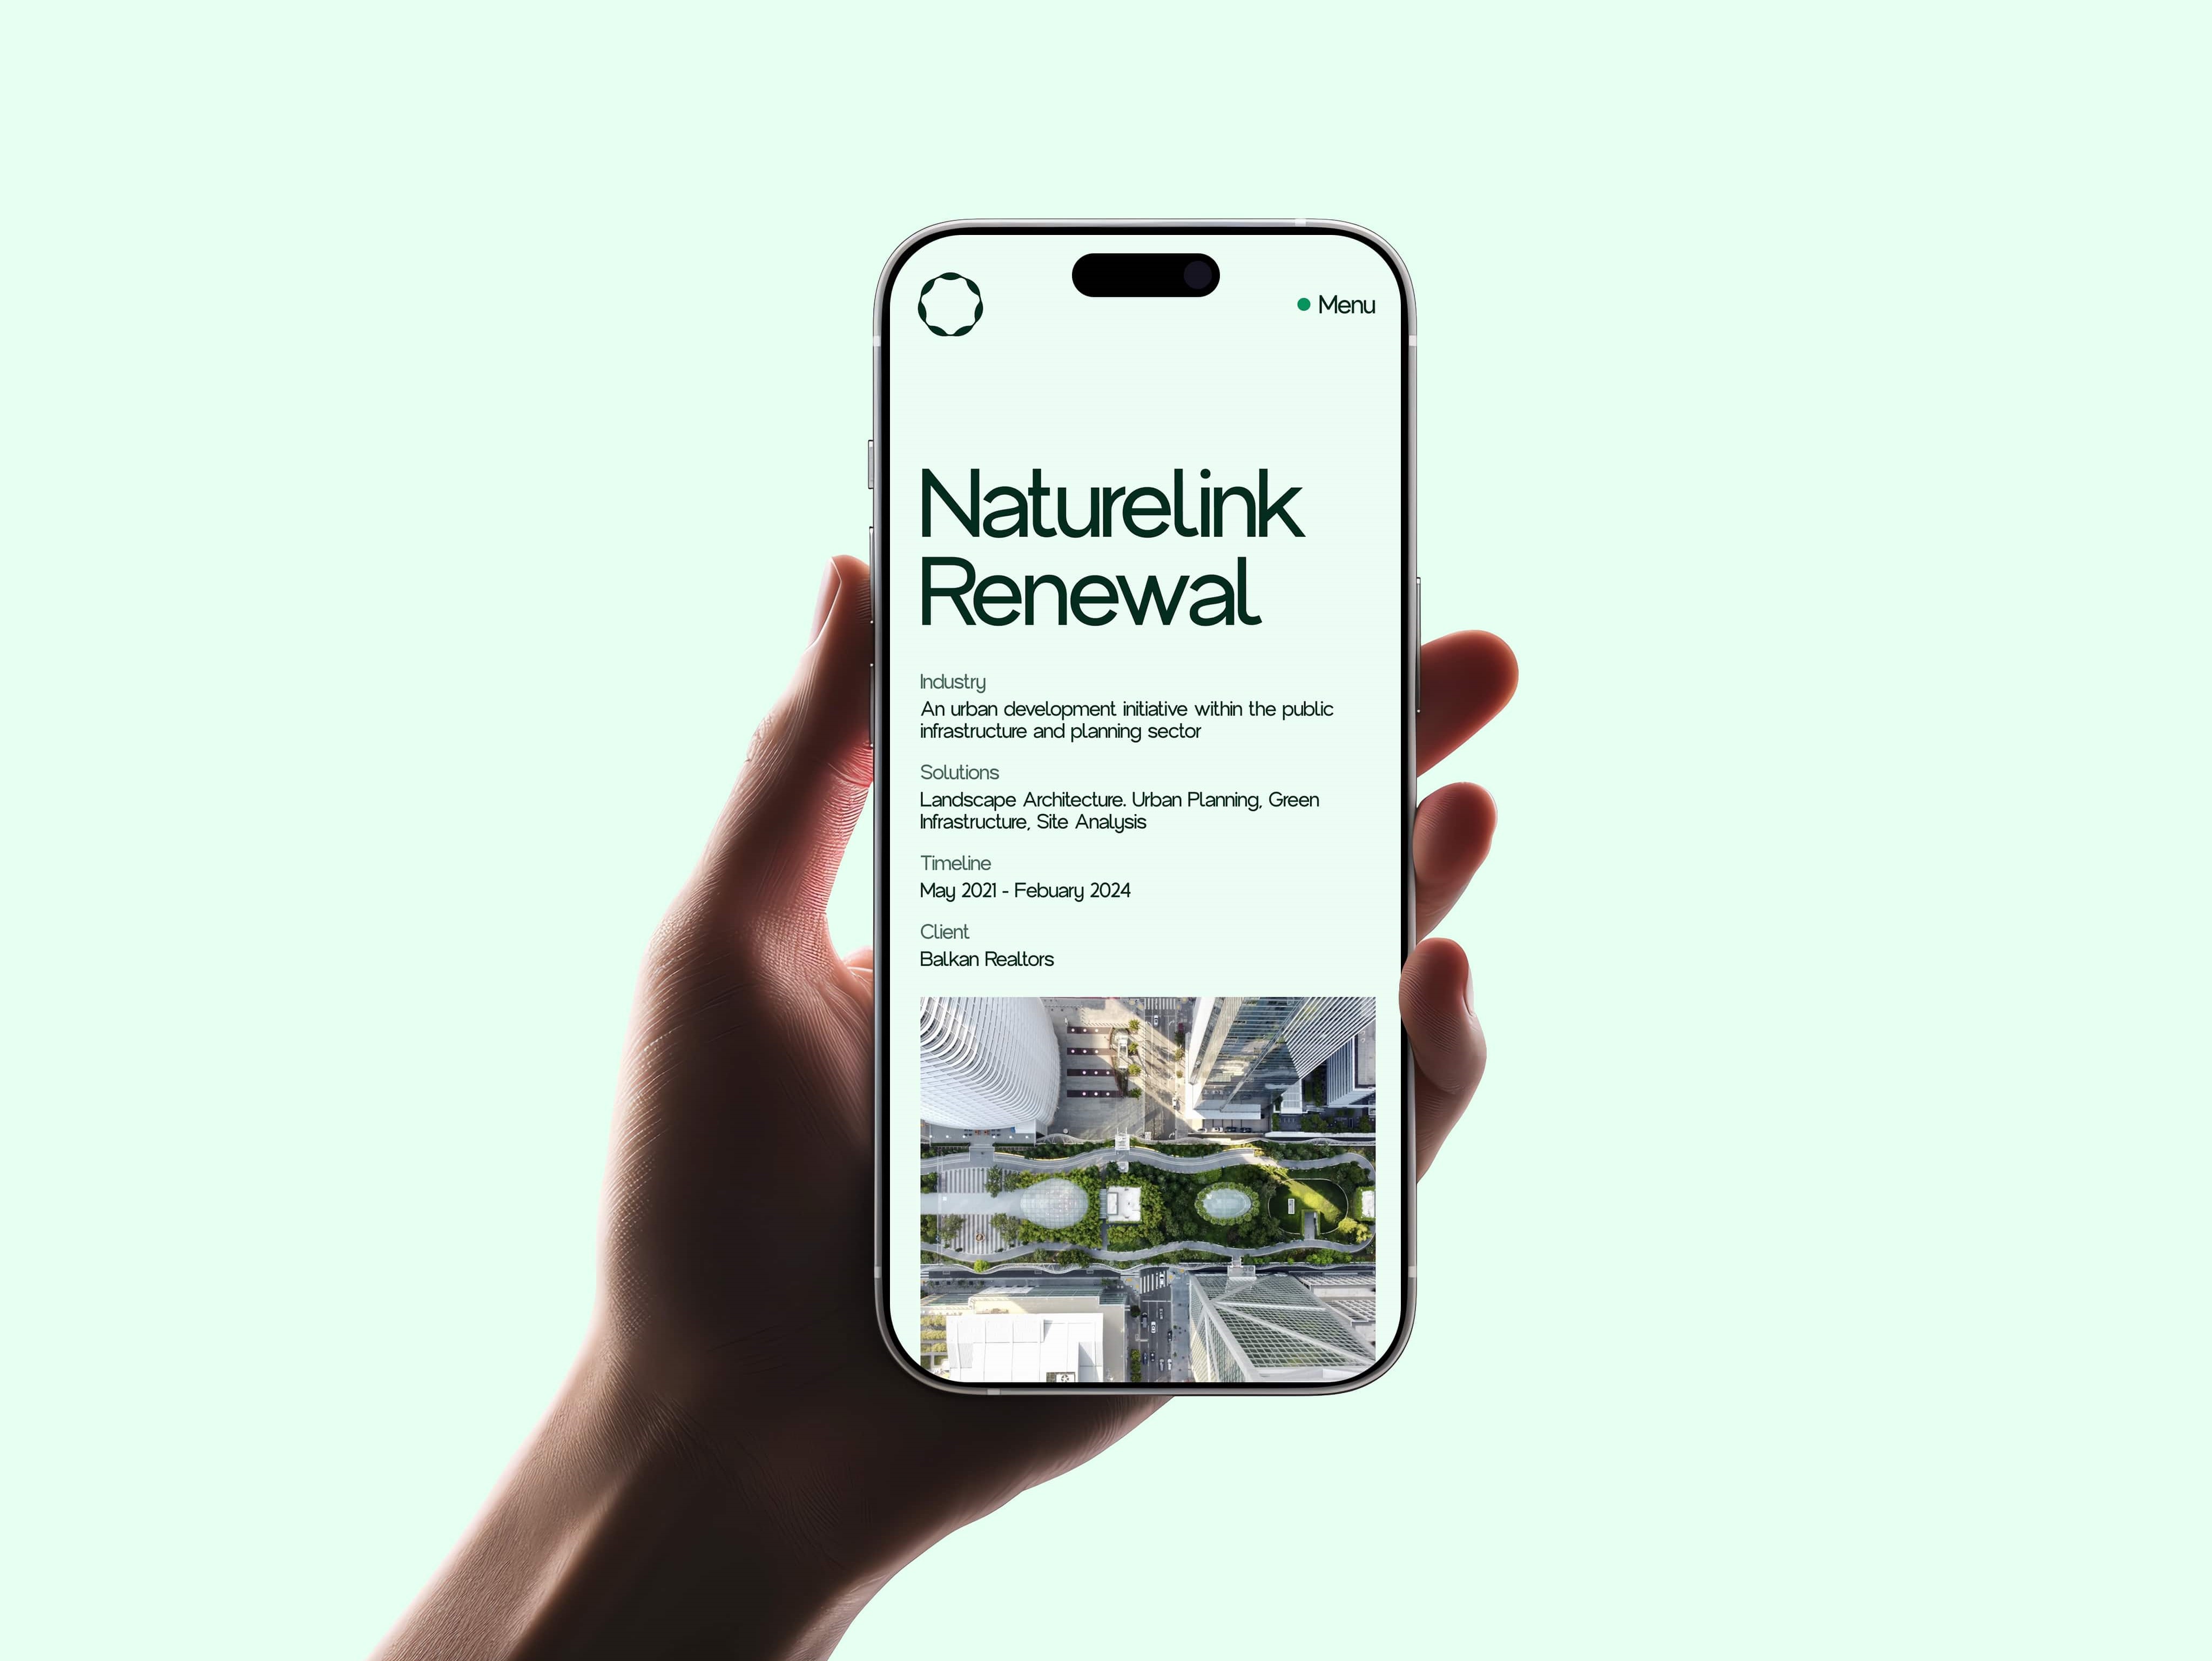 Menu
Naturelink
Renewal
Industry
An urban development initiative within the public
infrastructure and planning sector
Solutions
Landscape Architecture. Urban Planning, Green
Infrastructure, Site Analysis
Timeline
May 2021 - Febuary 2024
Client
Balkan Realtors